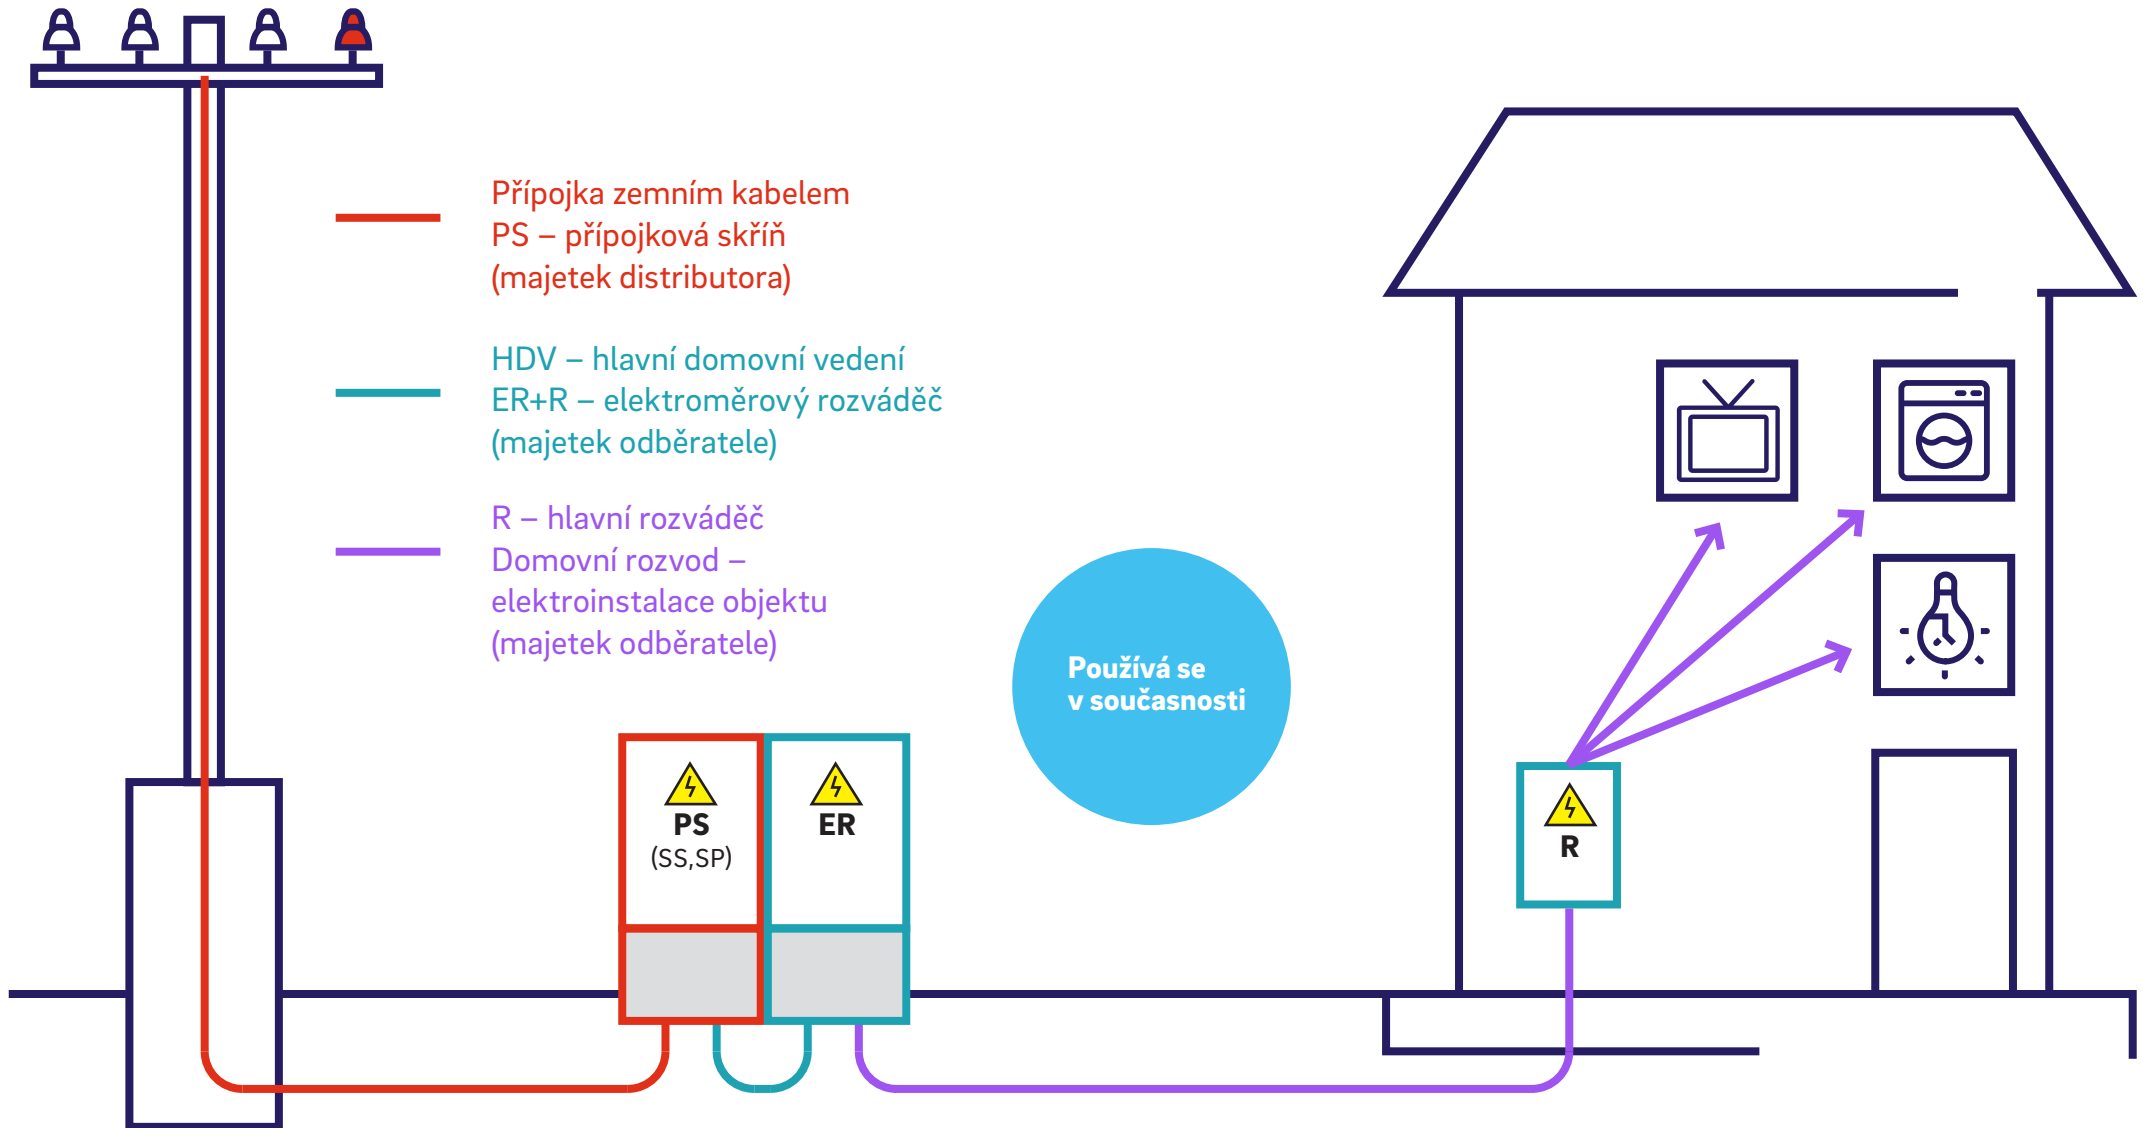 Přípojka zemním kabelem
PS – přípojková skříň
(majetek distributora)
HDV – hlavní domovní vedení
ER+R – elektroměrový rozváděč
(majetek odběratele)
R – hlavní rozváděč
Domovní rozvod –
elektroinstalace objektu
(majetek odběratele)
Používá se
v současnosti
PS
(SS,SP)
ER
R